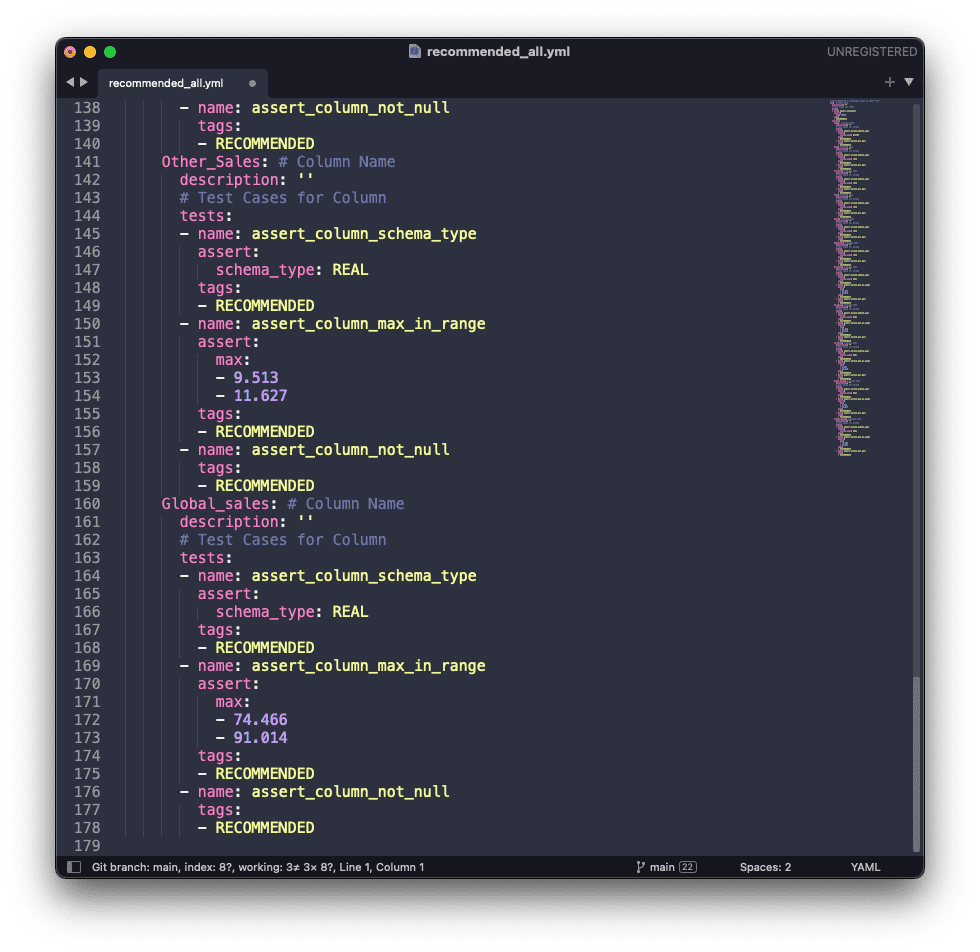 recommended_all.yml
UNREGISTERED
recommended_all.yml
138 - name: assert_column_not_null
139 tags:
140 - RECOMMENDED
141 Other_Sales: # Column Name
142 description: ''
143 # Test Cases for Column
144 tests:
145 - name: assert_column_schema_type
146 assert:
147 schema_type: REAL
148 tags:
149 - RECOMMENDED
150 - name: assert_column_max_in_range
151 assert:
152 max:
153 - 9.513
154 - 11.627
155 tags:
156 - RECOMMENDED
157 - name: assert_column_not_null
158 tags:
159 - RECOMMENDED
160 Global_sales: # Column Name
161 description: ''
162 # Test Cases for Column
163 tests:
164 - name: assert_column_schema_type
165 assert:
166 schema_type: REAL
167 tags:
168 - RECOMMENDED
169 - name: assert_column_max_in_range
170 assert:
171 max:
172 - 74.466
173 - 91.014
174 tags:
175 - RECOMMENDED
176 - name: assert_column_not_null
177 tags:
178 - RECOMMENDED
179
Git branch: main, index: 8?, working: 3≠ 3× 8?, Line 1, Column 1
main 22
Spaces: 2
YAML